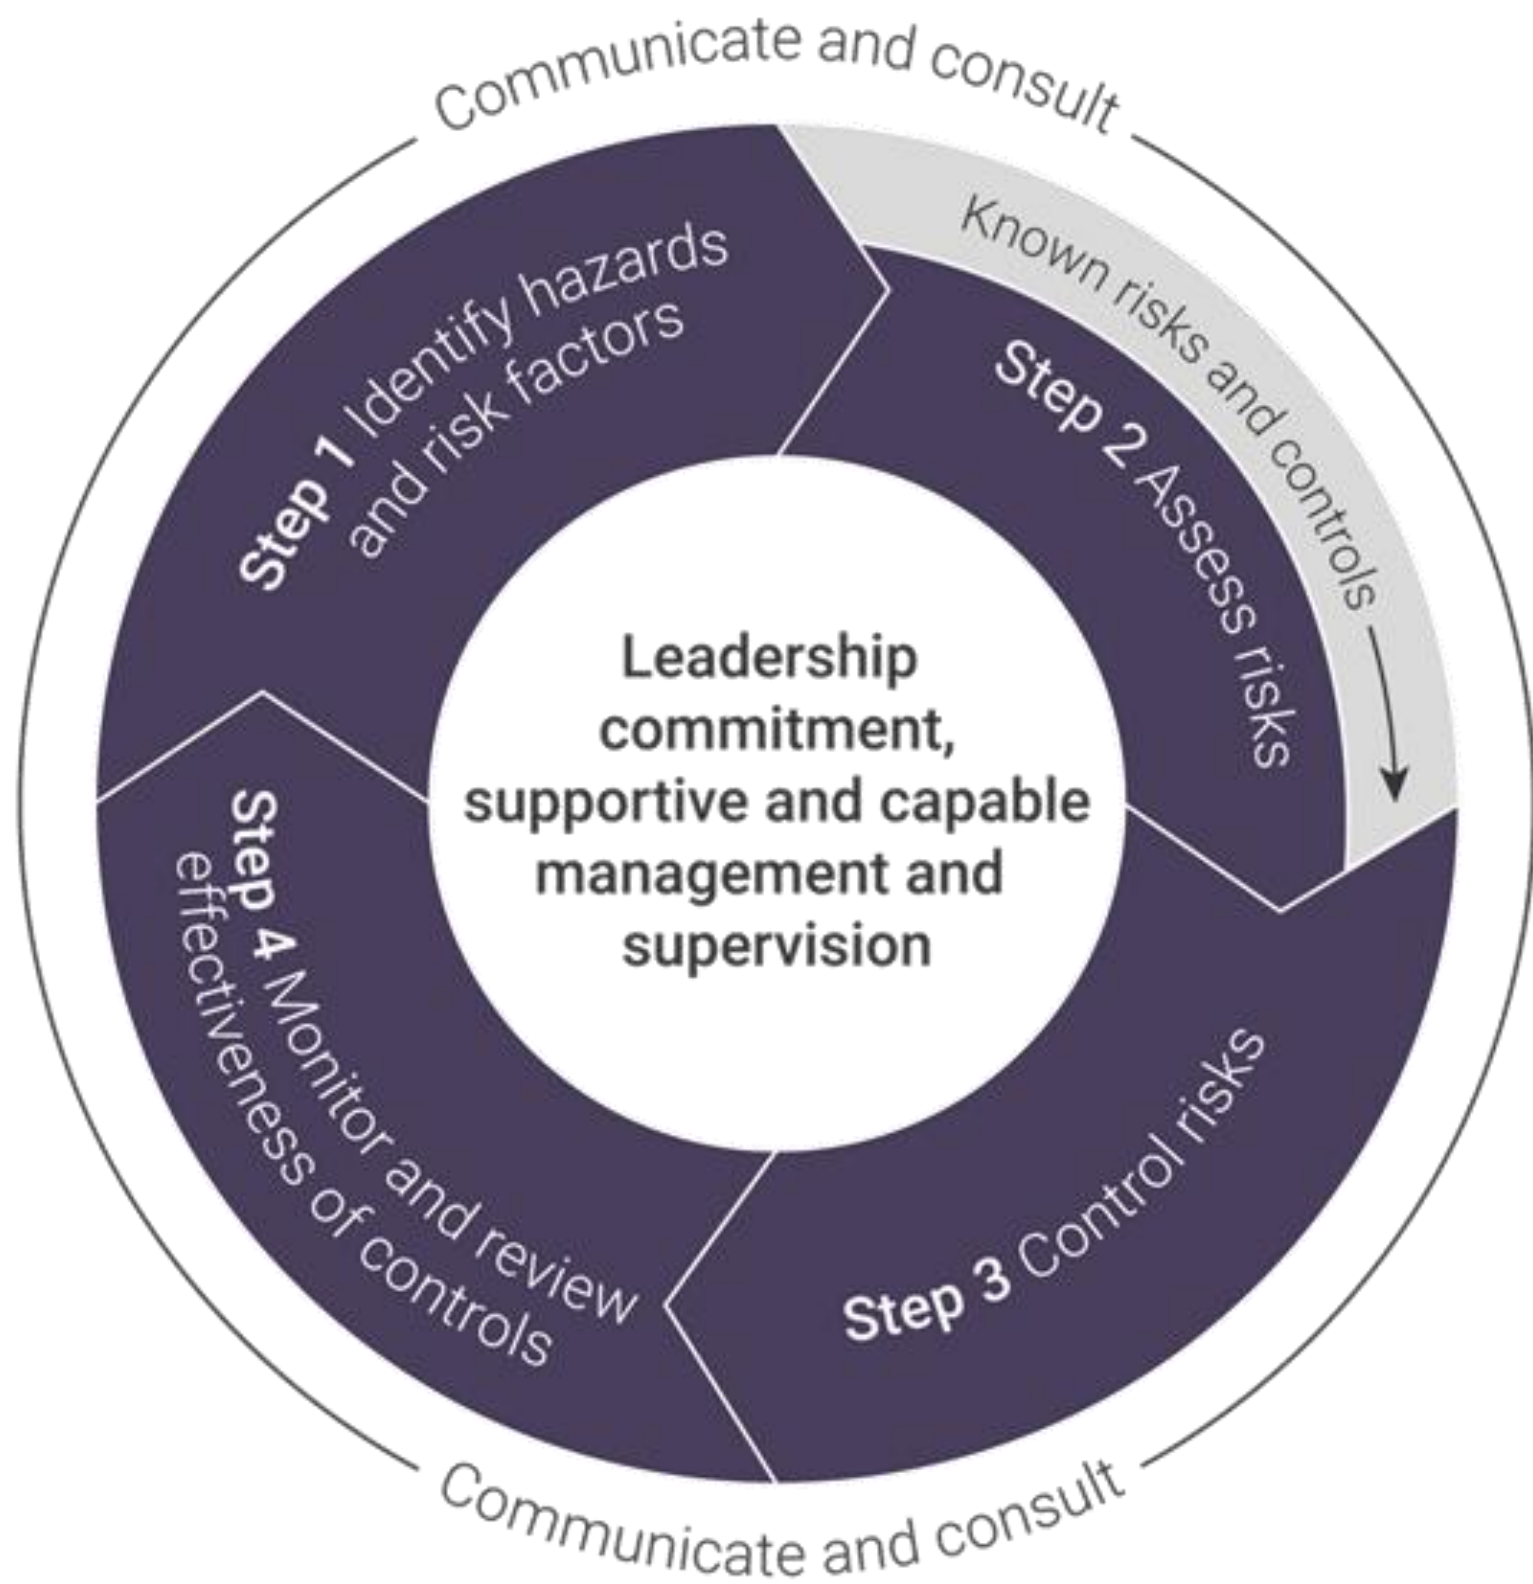 Communicate and consult
Step 1 Identify hazards
and risk factors
Known risks and controls
Step 2 Assess risks
Step 3 Control risks
Step 4 Monitor and review
effectiveness of controls
Leadership
commitment,
supportive and capable
management and
supervision
Communicate and consult